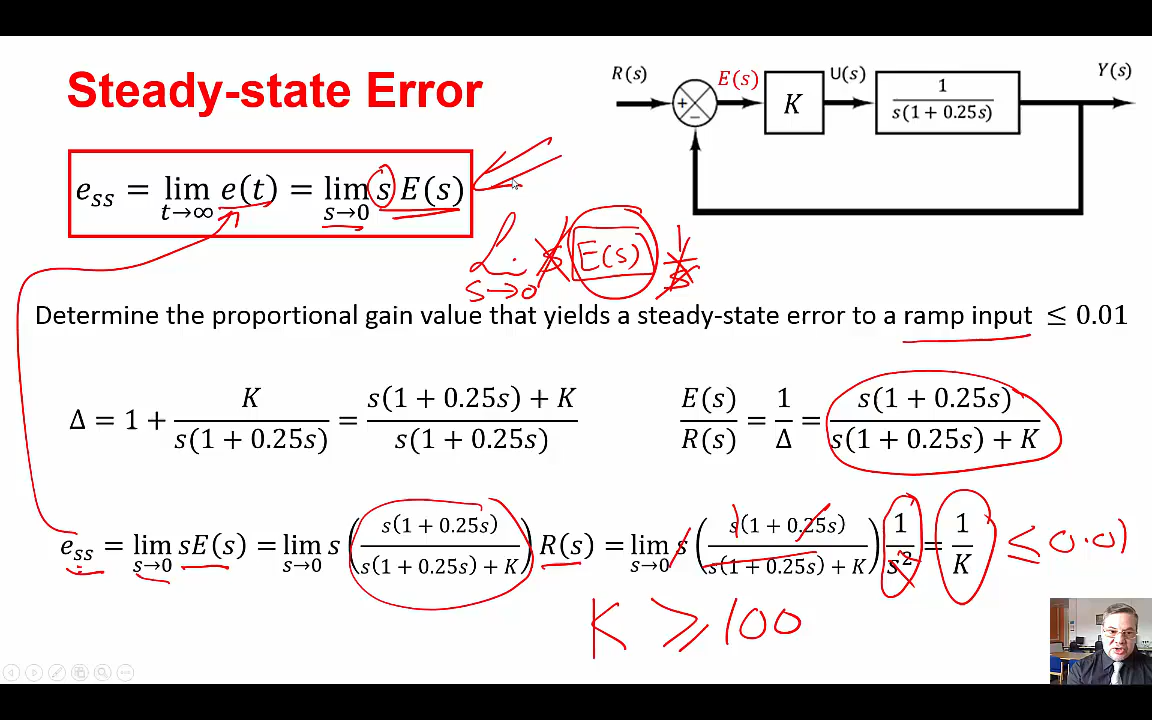 Steady-state Error
R(s) + − E(s) K U(s) 1/(s(1 + 0.25s)) Y(s)
e_ss = lim_{t→∞} e(t) = lim_{s→0} s E(s)
Lim_{s→0} s E(s) 1/s
Determine the proportional gain value that yields a steady-state error to a ramp input ≤ 0.01
Δ = 1 + K/(s(1 + 0.25s)) = (s(1 + 0.25s) + K)/(s(1 + 0.25s))
E(s)/R(s) = 1/Δ = (s(1 + 0.25s))/(s(1 + 0.25s) + K)
e_ss = lim_{s→0} sE(s) = lim_{s→0} s ((s(1 + 0.25s))/(s(1 + 0.25s) + K)) R(s) = lim_{s→0} s ((s(1 + 0.25s))/(s(1 + 0.25s) + K)) 1/s² = 1/K ≤ 0.01
K ≥ 100